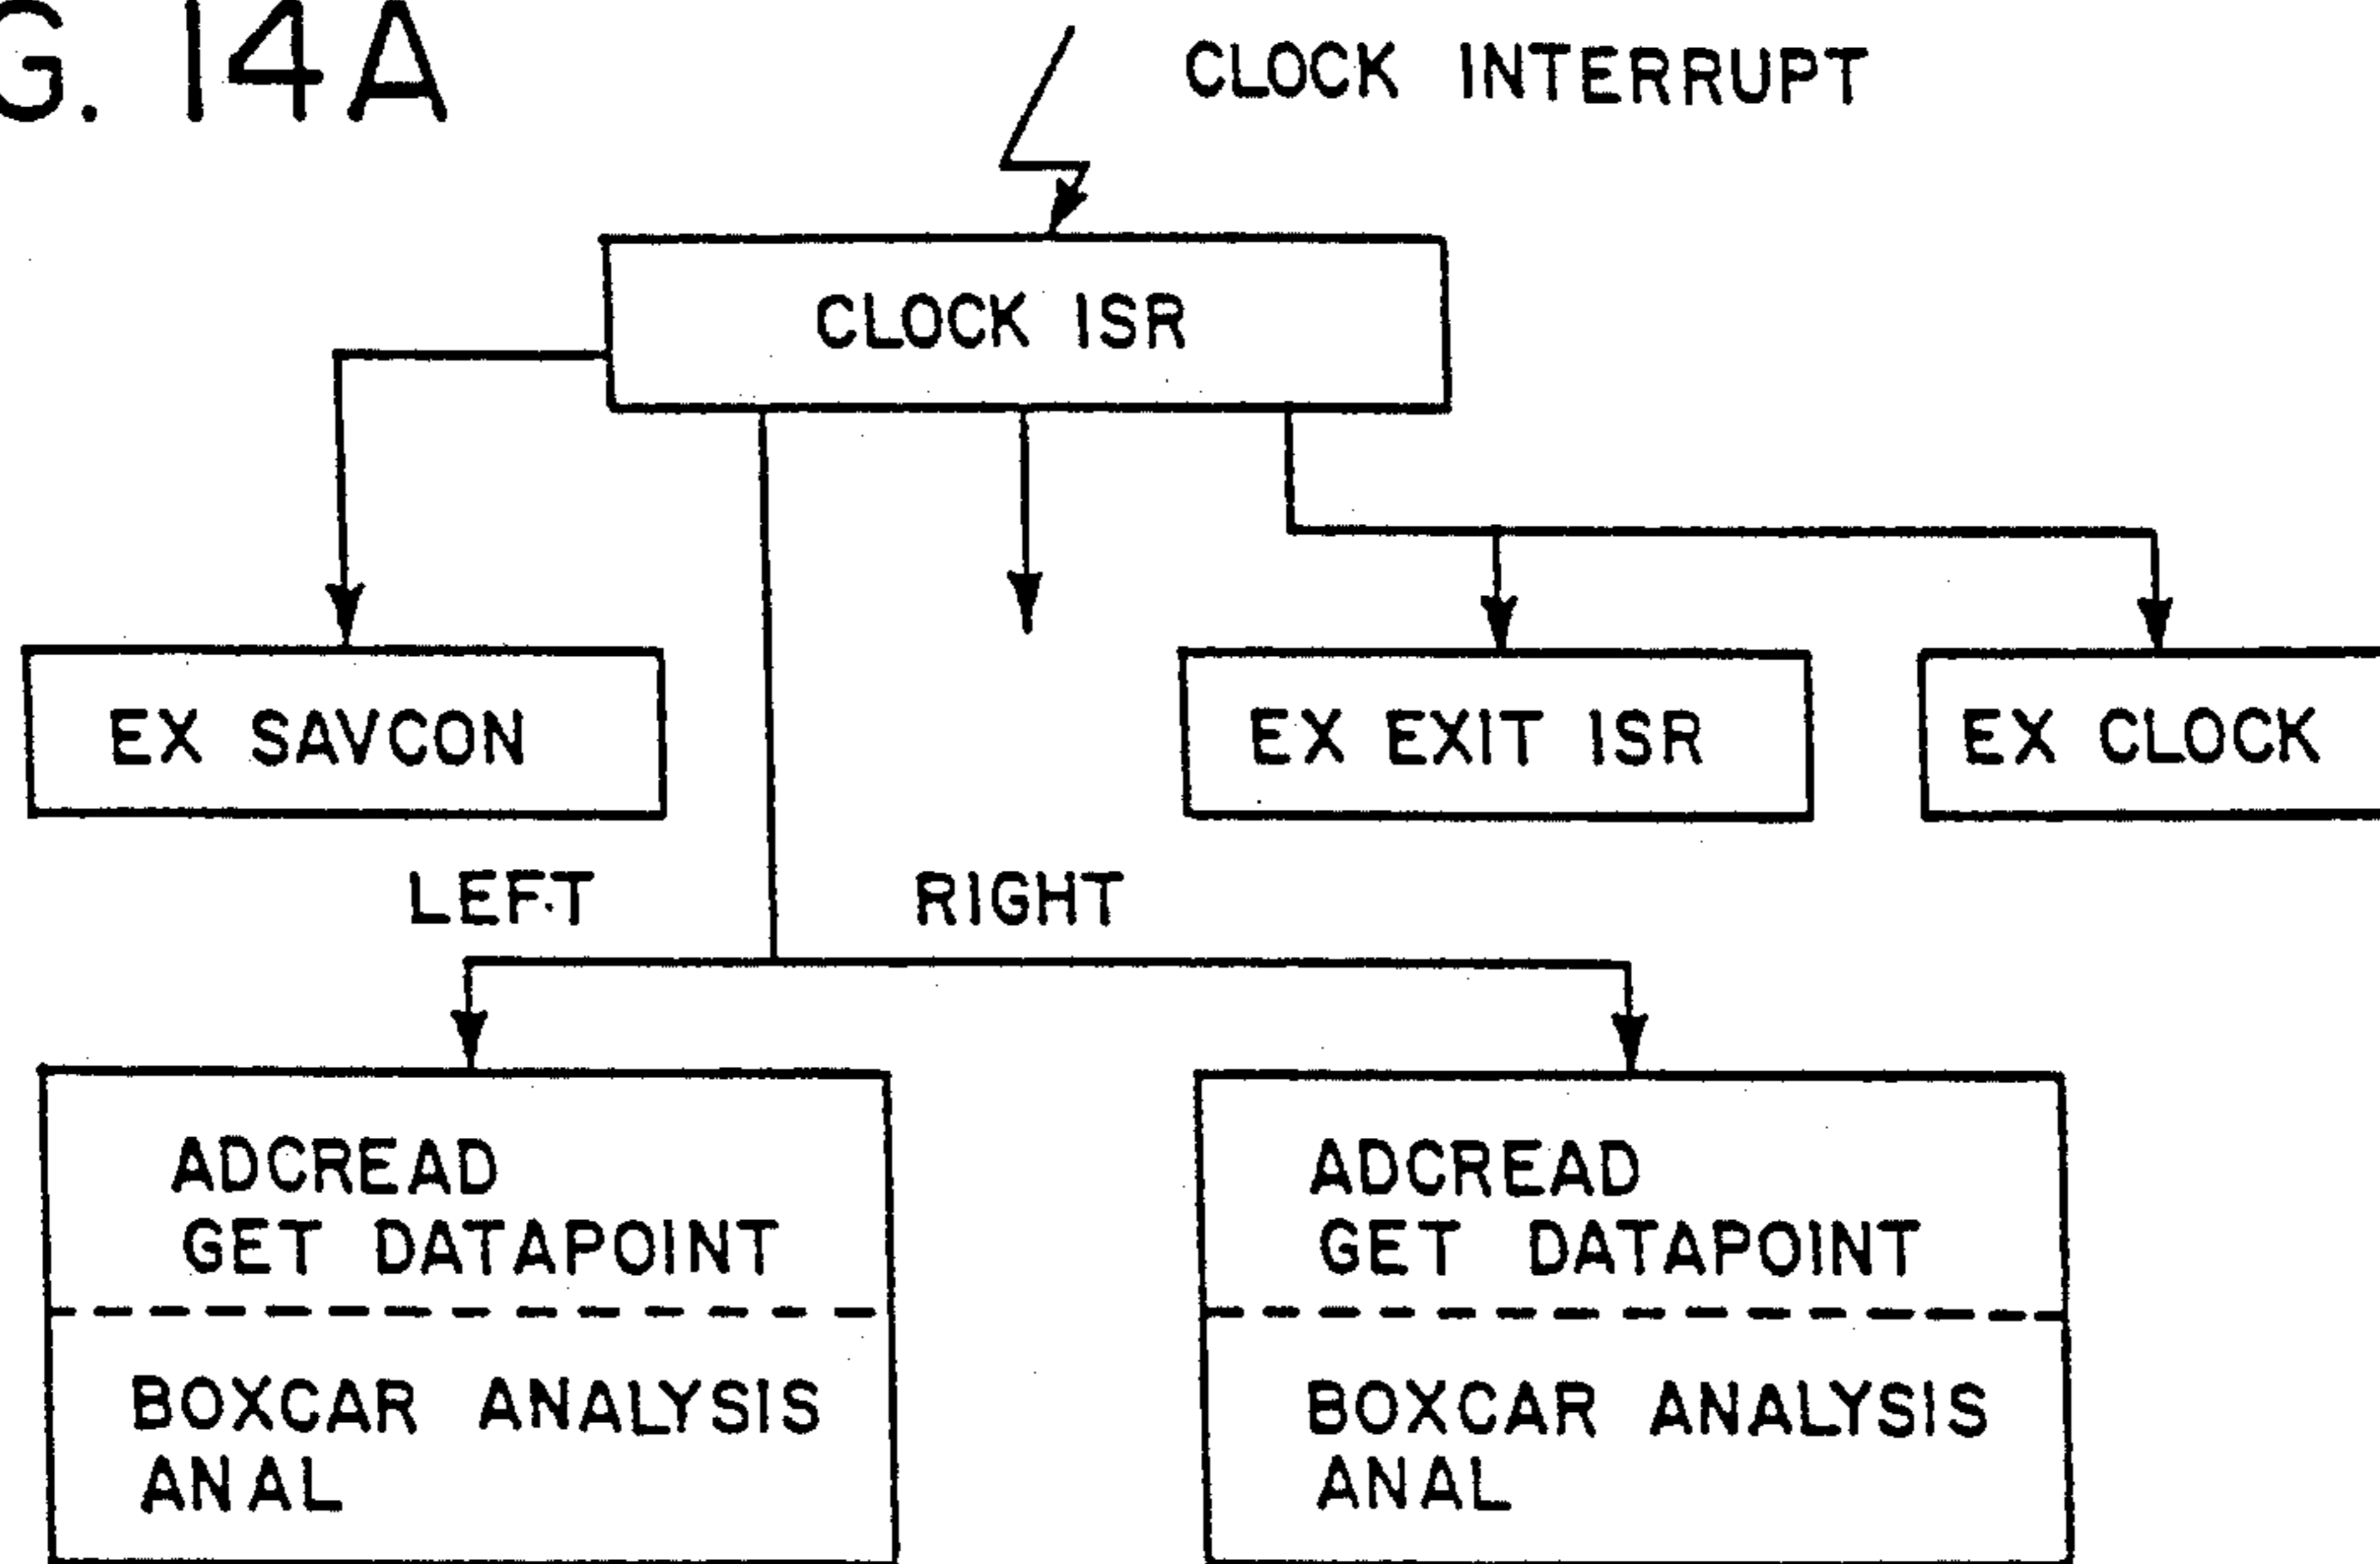 G. 14A
CLOCK INTERRUPT
CLOCK ISR
EX SAVCON
EX EXIT ISR
EX CLOCK
LEFT
RIGHT
ADCREAD
GET DATAPOINT
BOXCAR ANALYSIS
ANAL
ADCREAD
GET DATAPOINT
BOXCAR ANALYSIS
ANAL